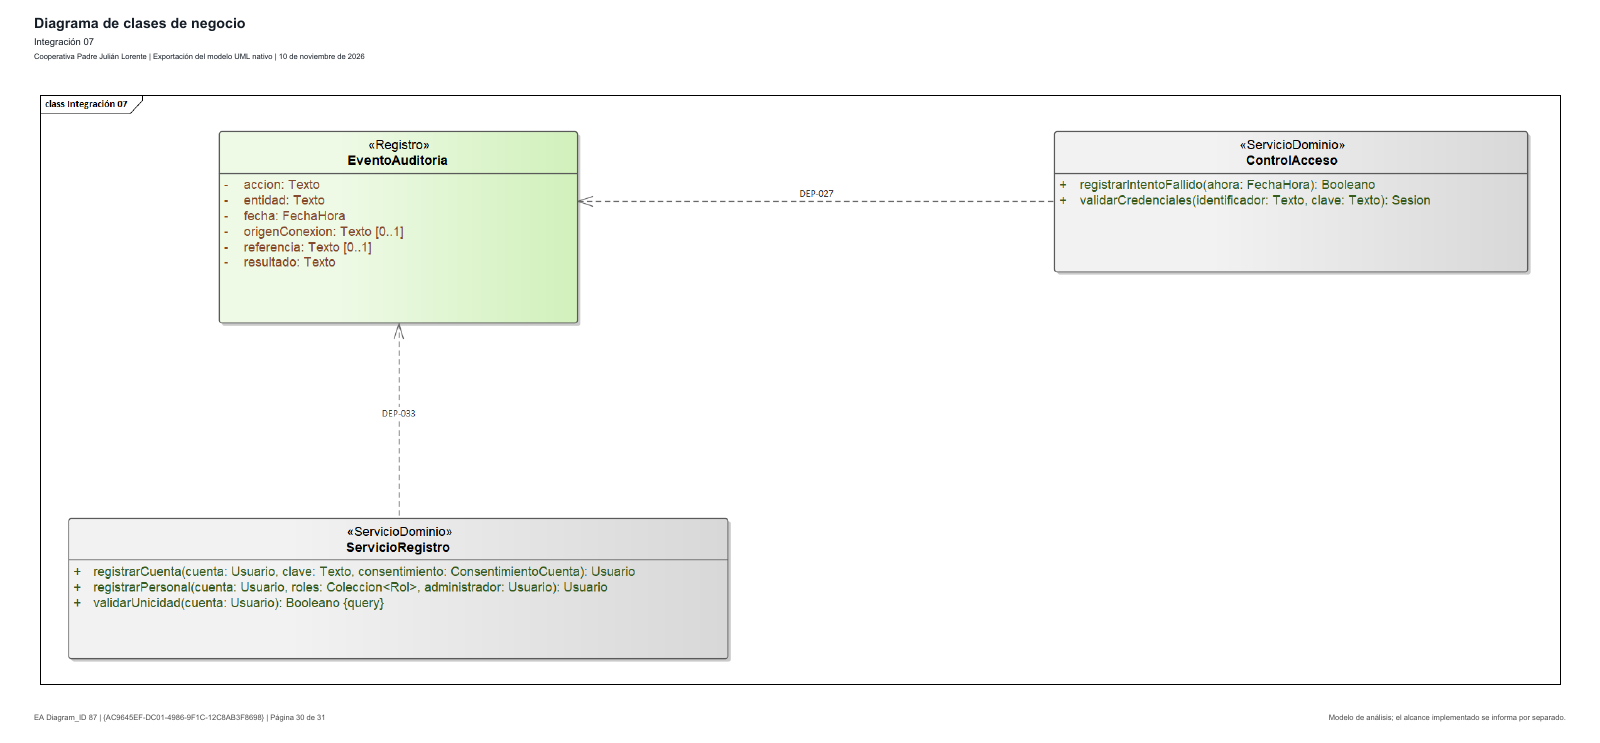 Diagrama de clases de negocio
Integración 07
Cooperativa Padre Julián Lorente | Exportación del modelo UML nativo | 10 de noviembre de 2026
class Integración 07
«Registro»
EventoAuditoria
- accion: Texto
- entidad: Texto
- fecha: FechaHora
- origenConexion: Texto [0..1]
- referencia: Texto [0..1]
- resultado: Texto
DEP-027
«ServicioDominio»
ControlAcceso
+ registrarIntentoFallido(ahora: FechaHora): Booleano
+ validarCredenciales(identificador: Texto, clave: Texto): Sesion
DEP-033
«ServicioDominio»
ServicioRegistro
+ registrarCuenta(cuenta: Usuario, clave: Texto, consentimiento: ConsentimientoCuenta): Usuario
+ registrarPersonal(cuenta: Usuario, roles: Coleccion<Rol>, administrador: Usuario): Usuario
+ validarUnicidad(cuenta: Usuario): Booleano {query}
EA Diagram_ID 87 | {AC9645EF-DC01-4986-9F1C-12C8AB3F8698} | Página 30 de 31
Modelo de análisis; el alcance implementado se informa por separado.